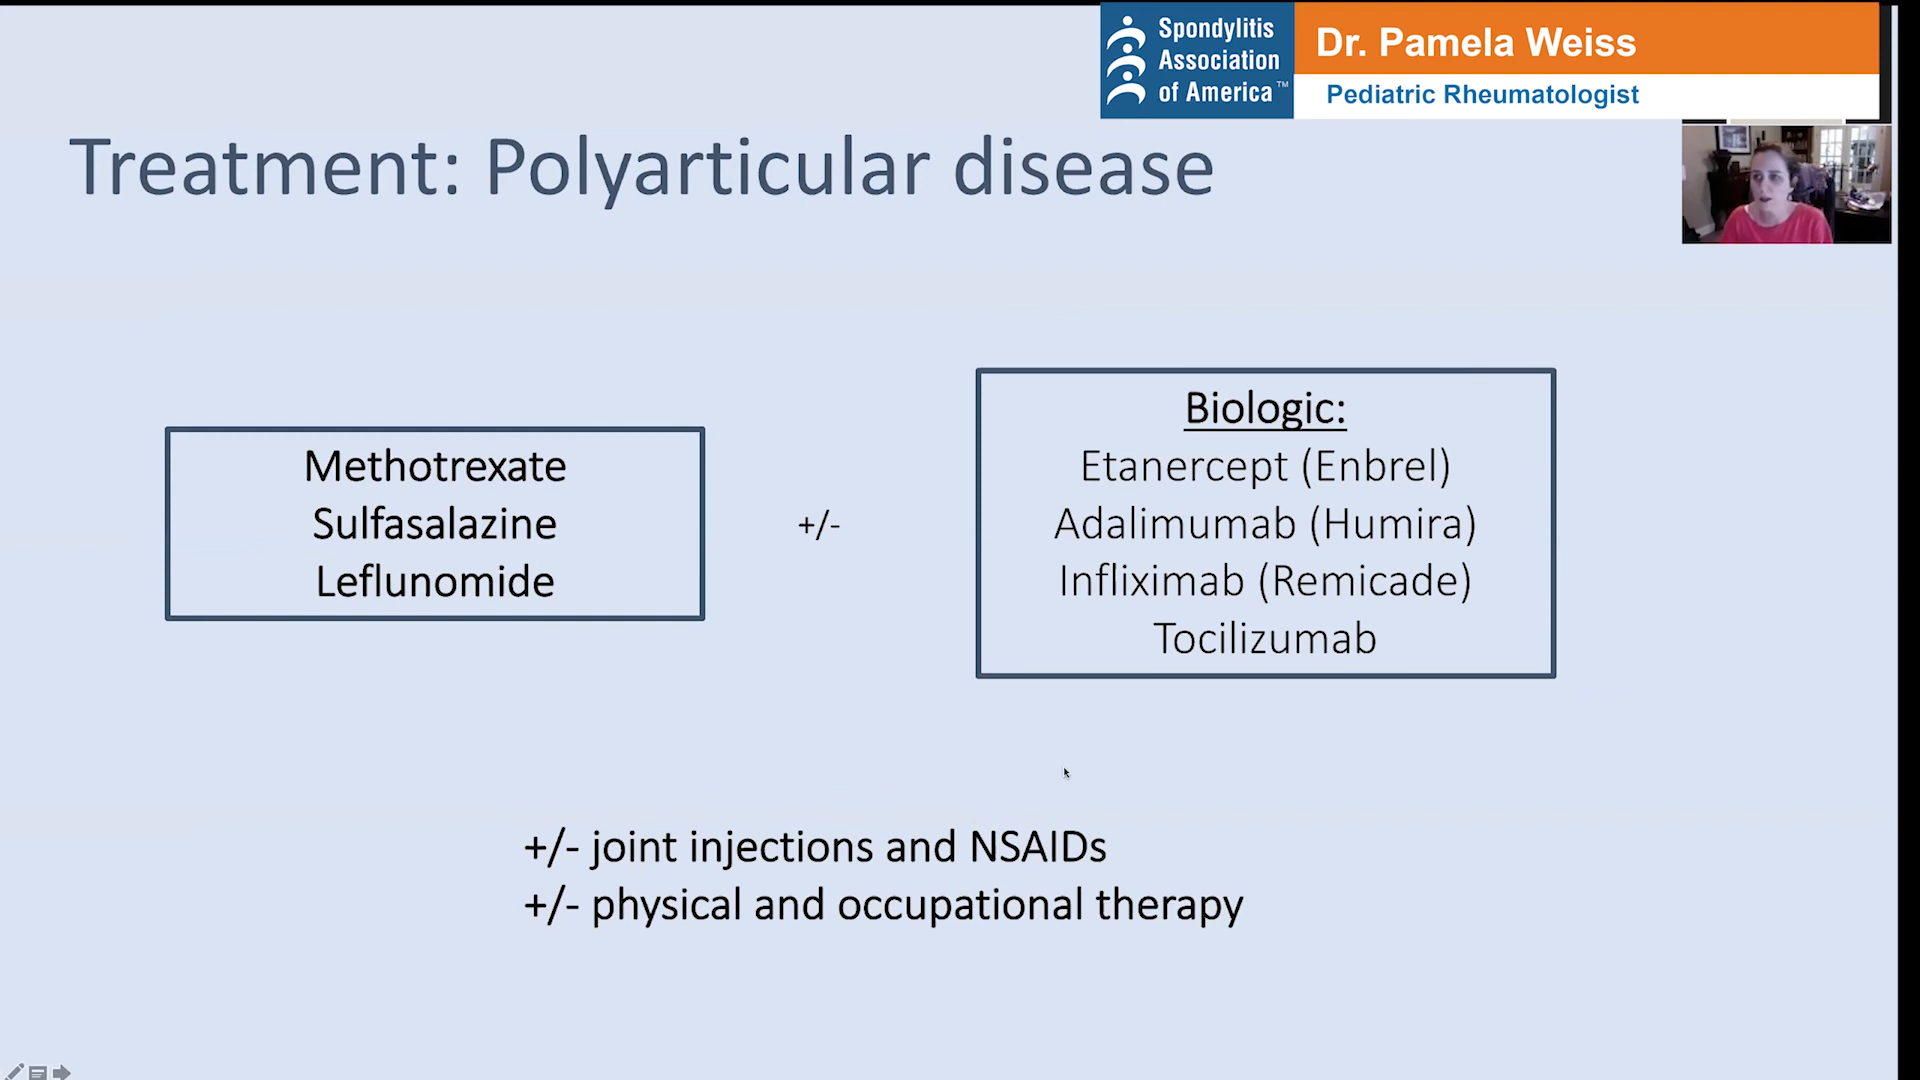 Spondylitis
Association
of America™
Dr. Pamela Weiss
Pediatric Rheumatologist
Treatment: Polyarticular disease
Methotrexate
Sulfasalazine
Leflunomide
+/-
Biologic:
Etanercept (Enbrel)
Adalimumab (Humira)
Infliximab (Remicade)
Tocilizumab
+/- joint injections and NSAIDs
+/- physical and occupational therapy